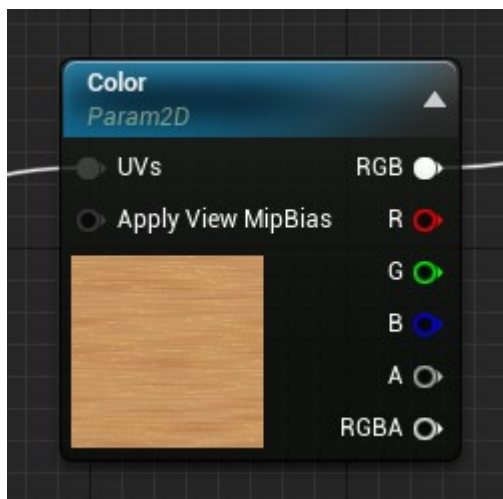 Color
Param2D
UVs RGB
Apply View MipBias R
G
B
A
RGBA